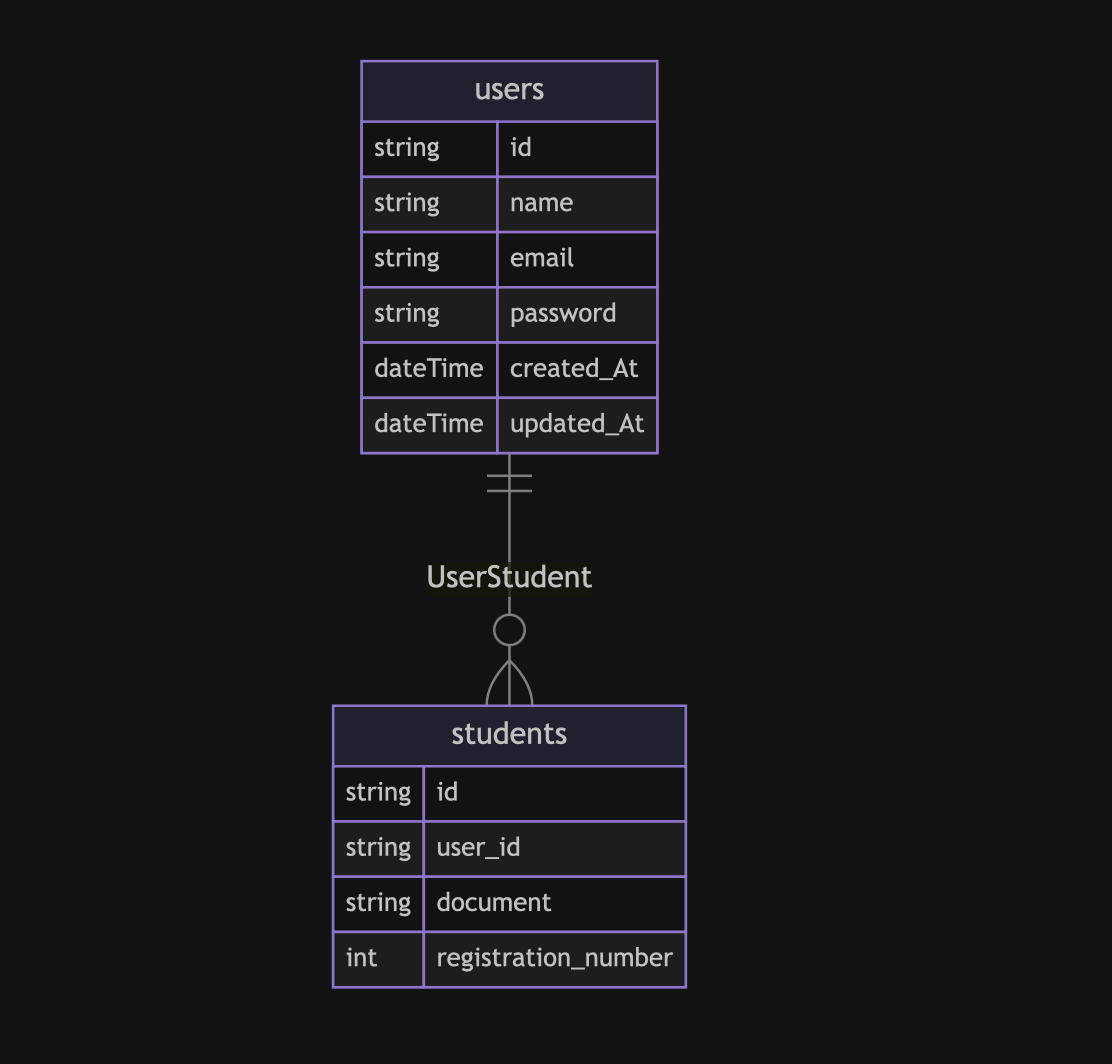 users
string id
string name
string email
string password
dateTime created_At
dateTime updated_At
UserStudent
students
string id
string user_id
string document
int registration_number